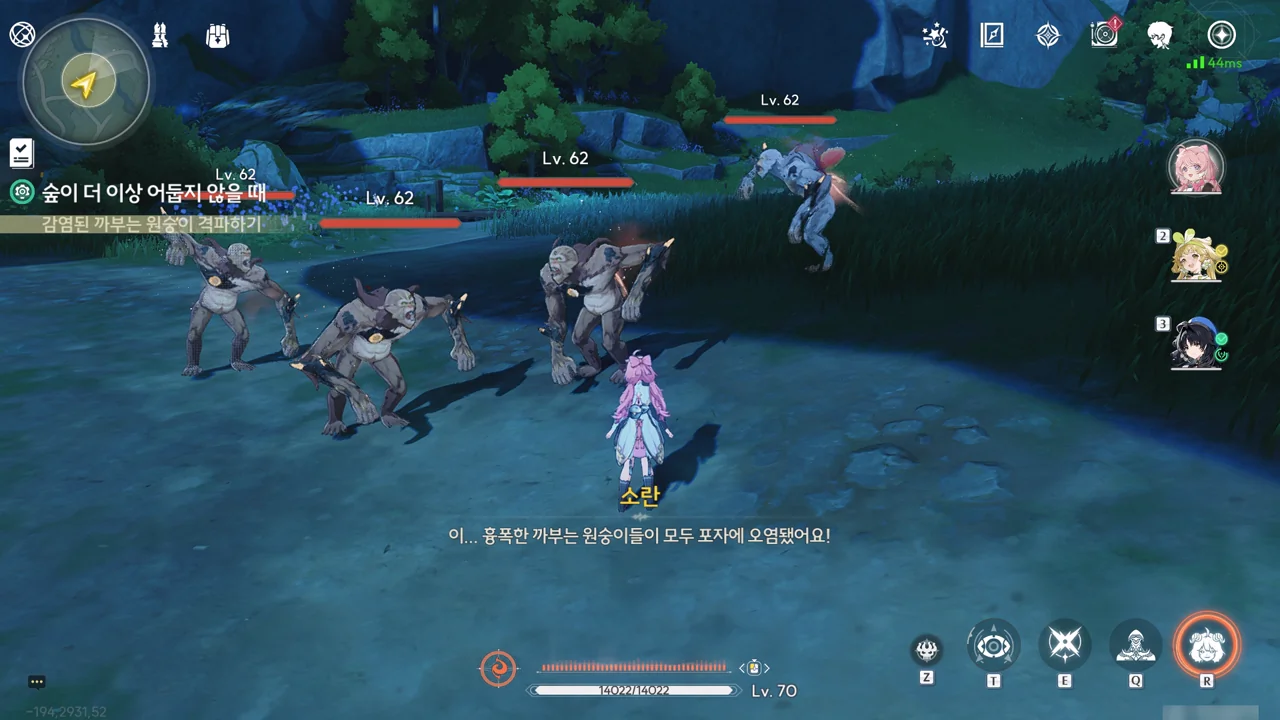 44ms
Lv. 62
Lv. 62
Lv. 62
Lv. 62
숲이 더 이상 어둡지 않을 때
감염된 까부는 원숭이 격파하기
2
3
소란
이... 흉폭한 까부는 원숭이들이 모두 포자에 오염됐어요!
14022/14022
Lv. 70
Z
T
E
Q
R
-194,2931,52